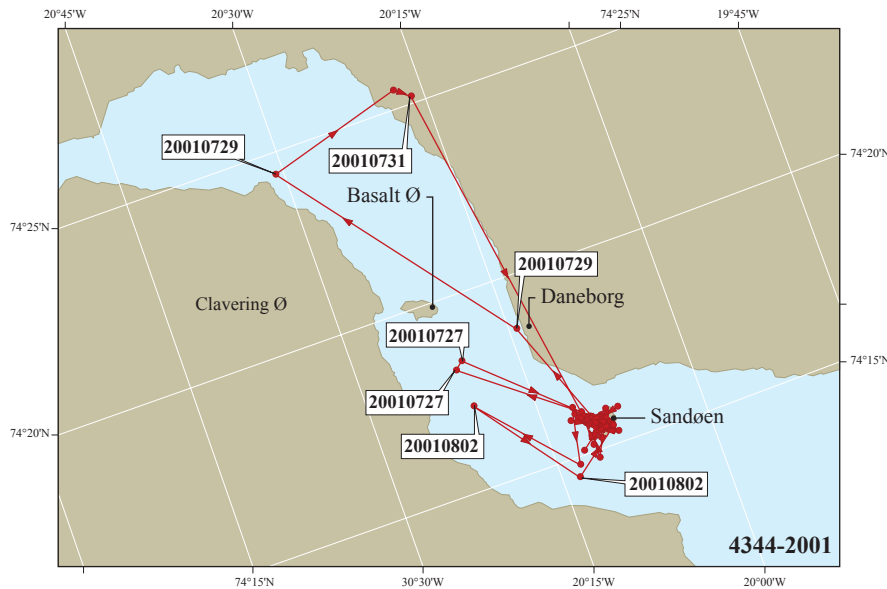 20°45'W 20°30'W 20°15'W 74°25'N 19°45'W
74°20'N
20010729
20010731
Basalt Ø
74°25'N
20010729
Clavering Ø
Daneborg
20010727
74°15'N
20010727
Sandøen
20010802
74°20'N
20010802
4344-2001
74°15'W 30°30'W 20°15'W 20°00'W